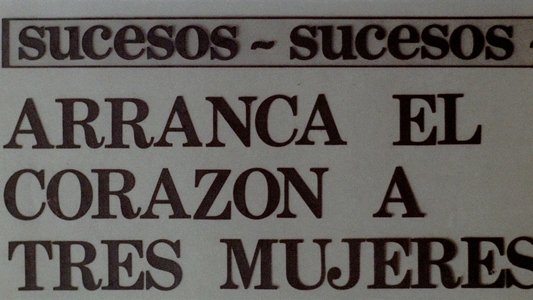 sucesos ~ sucesos -
ARRANCA EL
CORAZON A
TRES MUJERES